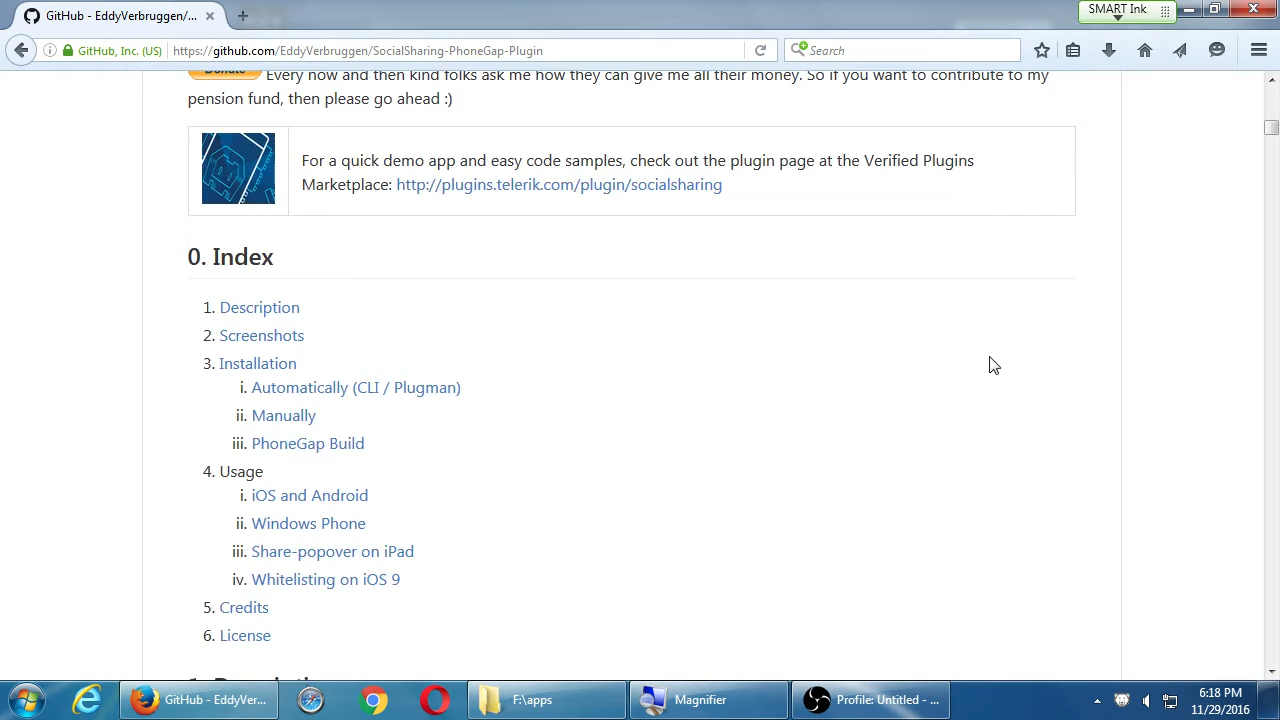 GitHub - EddyVerbruggen/...
SMART Ink
GitHub, Inc. (US)
https://github.com/EddyVerbruggen/SocialSharing-PhoneGap-Plugin
Search
Donate Every now and then kind folks ask me how they can give me all their money. So if you want to contribute to my
pension fund, then please go ahead :)
For a quick demo app and easy code samples, check out the plugin page at the Verified Plugins
Marketplace: http://plugins.telerik.com/plugin/socialsharing
0. Index
1. Description
2. Screenshots
3. Installation
i. Automatically (CLI / Plugman)
ii. Manually
iii. PhoneGap Build
4. Usage
i. iOS and Android
ii. Windows Phone
iii. Share-popover on iPad
iv. Whitelisting on iOS 9
5. Credits
6. License
GitHub - EddyVer...
F:\apps
Magnifier
Profile: Untitled - ...
6:18 PM
11/29/2016